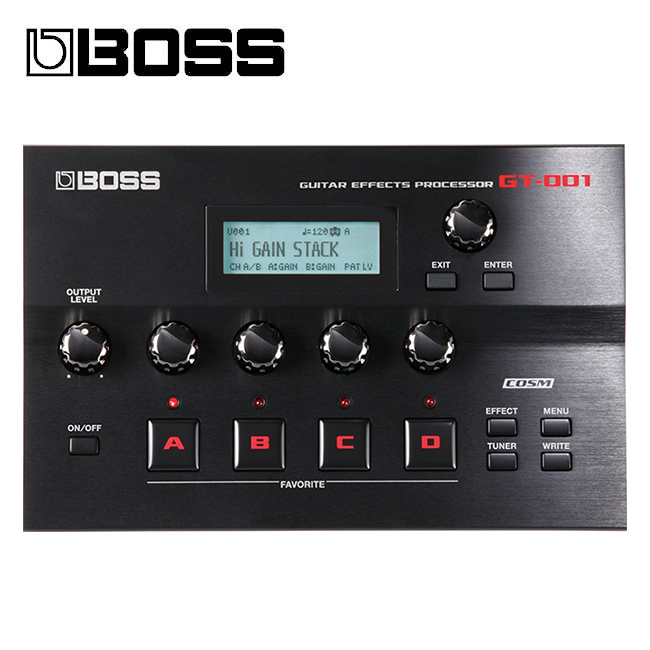 BOSS
BOSS
GUITAR EFFECTS PROCESSOR GT-001
U001 ♩=120 A
Hi GAIN STACK
CH A/B A:GAIN B:GAIN PAT LV
EXIT ENTER
OUTPUT
LEVEL
COSM
ON/OFF
A B C D
EFFECT MENU
TUNER WRITE
FAVORITE